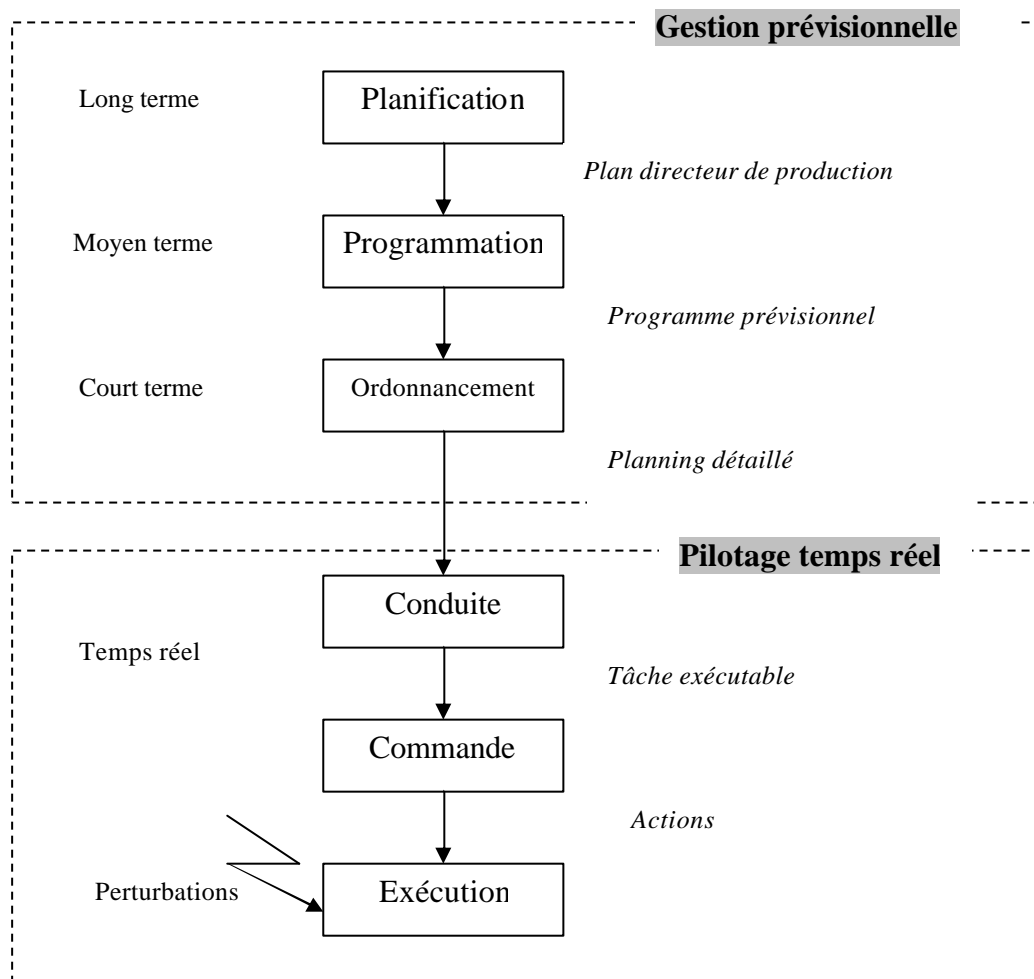 Gestion prévisionnelle
Long terme
Planification
Plan directeur de production
Moyen terme
Programmation
Programme prévisionnel
Court terme
Ordonnancement
Planning détaillé
Pilotage temps réel
Conduite
Temps réel
Tâche exécutable
Commande
Actions
Perturbations
Exécution